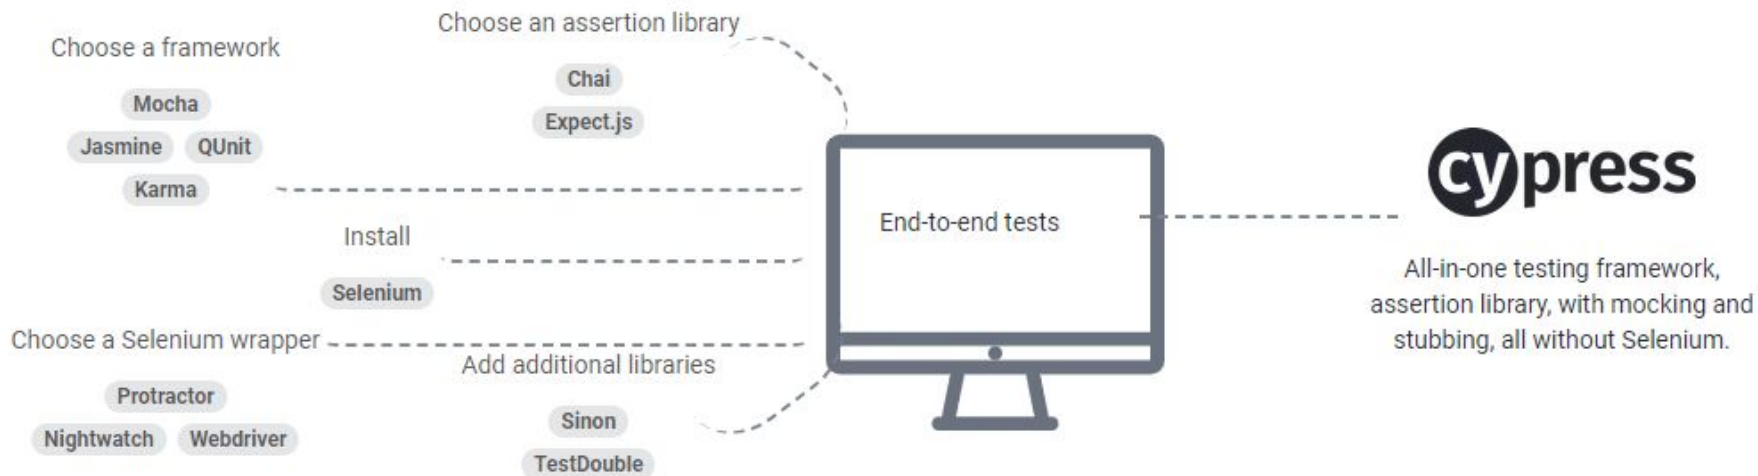 Choose a framework
Mocha
Jasmine QUnit
Karma
Choose an assertion library
Chai
Expect.js
Install
Selenium
Choose a Selenium wrapper
Protractor
Nightwatch Webdriver
Add additional libraries
Sinon
TestDouble
End-to-end tests
cypress
All-in-one testing framework,
assertion library, with mocking and
stubbing, all without Selenium.